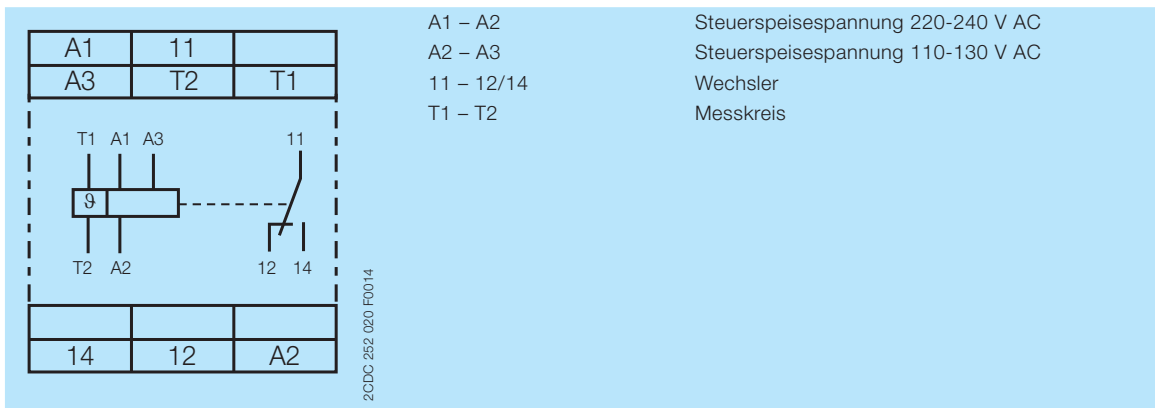 A1 11
A3 T2 T1
T1 A1 A3 11
ϑ
T2 A2 12 14
14 12 A2
2CDC 252 020 F0014
A1 – A2 Steuerspeisespannung 220-240 V AC
A2 – A3 Steuerspeisespannung 110-130 V AC
11 – 12/14 Wechsler
T1 – T2 Messkreis